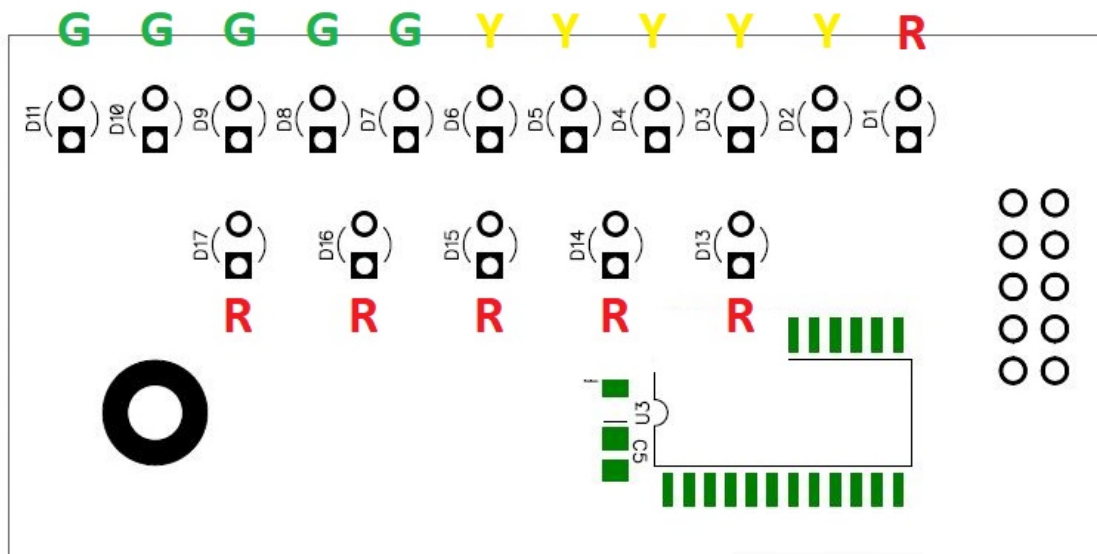 G G G G G Y Y Y Y Y R
D11 D10 D9 D8 D7 D6 D5 D4 D3 D2 D1
D17 D16 D15 D14 D13
R R R R R
U3
C5